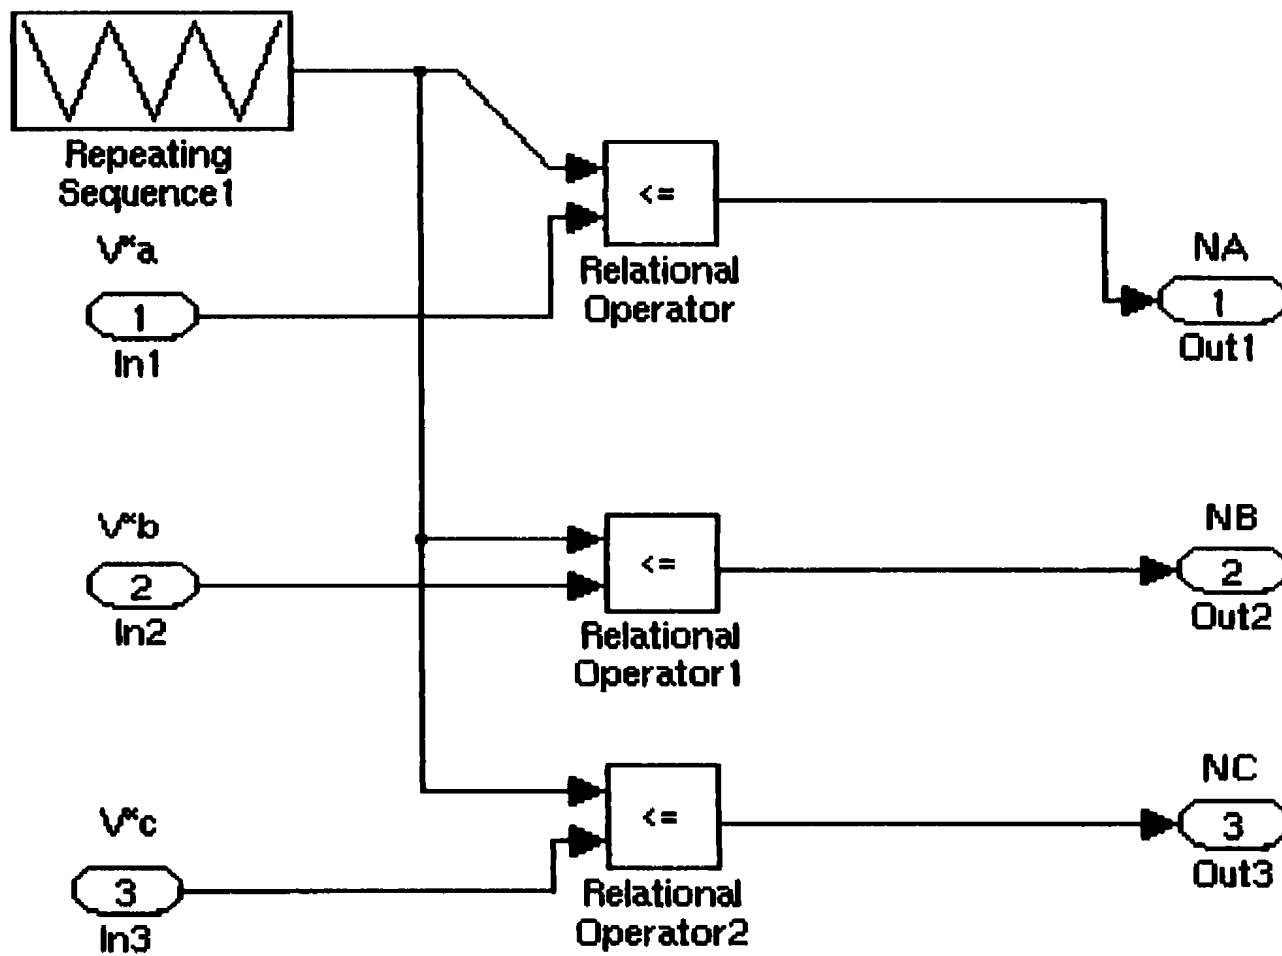 Repeating
Sequence1
V*a
1
In1
<=
Relational
Operator
NA
1
Out1
V*b
2
In2
<=
Relational
Operator1
NB
2
Out2
V*c
3
In3
<=
Relational
Operator2
NC
3
Out3